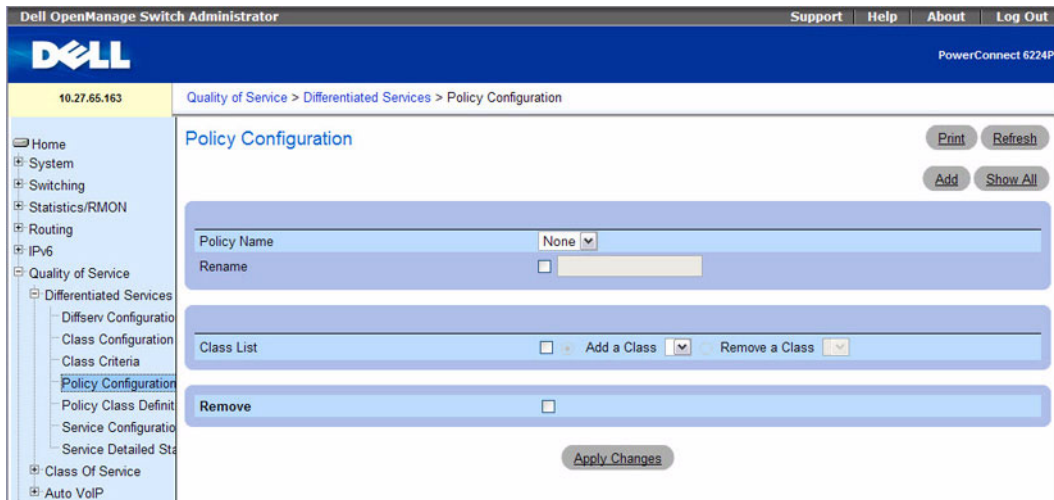 Dell OpenManage Switch Administrator
Support Help About Log Out
DELL
PowerConnect 6224P
10.27.65.163
Quality of Service > Differentiated Services > Policy Configuration
Home
System
Switching
Statistics/RMON
Routing
IPv6
Quality of Service
Differentiated Services
Diffserv Configuratio
Class Configuration
Class Criteria
Policy Configuration
Policy Class Definit
Service Configuratio
Service Detailed Sta
Class Of Service
Auto VoIP
Policy Configuration
Print Refresh
Add Show All
Policy Name None
Rename
Class List Add a Class Remove a Class
Remove
Apply Changes